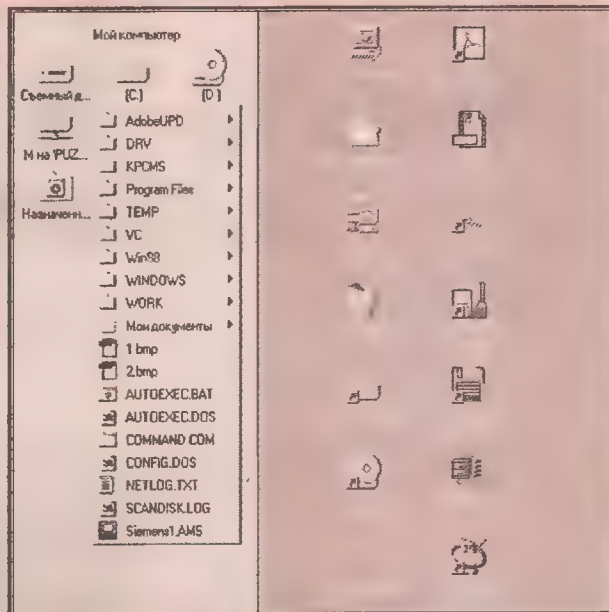 Мой компьютер
Съемный д... (C:) (D:)
М на 'PUZ...
Назначени...
AdobeUPD
DRV
KPCMS
Program Files
TEMP
VC
Win98
WINDOWS
WORK
Мои документы
1.bmp
2.bmp
AUTOEXEC.BAT
AUTOEXEC.DOS
COMMAND.COM
CONFIG.DOS
NETLOG.TXT
SCANDISK.LOG
Siemens1.AMS